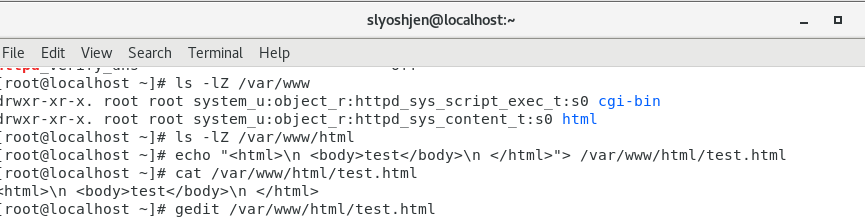 slyoshjen@localhost:~
File Edit View Search Terminal Help
[root@localhost ~]# ls -lZ /var/www
drwxr-xr-x. root root system_u:object_r:httpd_sys_script_exec_t:s0 cgi-bin
drwxr-xr-x. root root system_u:object_r:httpd_sys_content_t:s0 html
[root@localhost ~]# ls -lZ /var/www/html
[root@localhost ~]# echo "<html>\n <body>test</body>\n </html>"> /var/www/html/test.html
[root@localhost ~]# cat /var/www/html/test.html
<html>\n <body>test</body>\n </html>
[root@localhost ~]# gedit /var/www/html/test.html